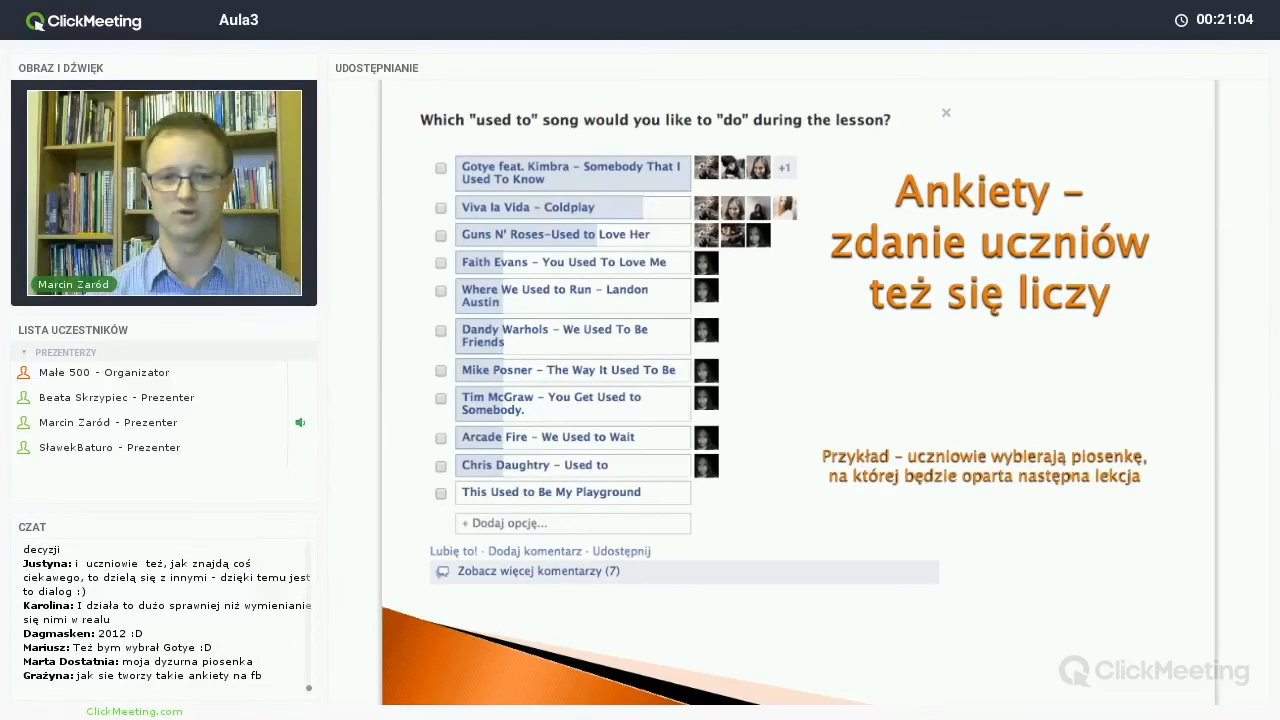 ClickMeeting
Aula3
00:21:04
OBRAZ I DŹWIĘK
Marcin Zaród
LISTA UCZESTNIKÓW
PREZENTERZY
Małe 500 - Organizator
Beata Skrzypiec - Prezenter
Marcin Zaród - Prezenter
SławekBaturo - Prezenter
CZAT
decyzji
Justyna: i uczniowie też, jak znajdą coś
ciekawego, to dzielą się z innymi - dzięki temu jest
to dialog :)
Karolina: I działa to dużo sprawniej niż wymienianie
się nimi w realu
Dagmasken: 2012 :D
Mariusz: Też bym wybrał Gotye :D
Marta Dostatnia: moja dyzurna piosenka
Grażyna: jak sie tworzy takie ankiety na fb
ClickMeeting.com
UDOSTĘPNIANIE
Which "used to" song would you like to "do" during the lesson?
Gotye feat. Kimbra – Somebody That I
Used To Know
+1
Viva la Vida – Coldplay
Guns N' Roses-Used to Love Her
Faith Evans – You Used To Love Me
Where We Used to Run – Landon
Austin
Dandy Warhols – We Used To Be
Friends
Mike Posner – The Way It Used To Be
Tim McGraw – You Get Used to
Somebody.
Arcade Fire – We Used to Wait
Chris Daughtry – Used to
This Used to Be My Playground
+ Dodaj opcję...
Lubię to! · Dodaj komentarz · Udostępnij
Zobacz więcej komentarzy (7)
Ankiety –
zdanie uczniów
też się liczy
Przykład – uczniowie wybierają piosenkę,
na której będzie oparta następna lekcja
ClickMeeting